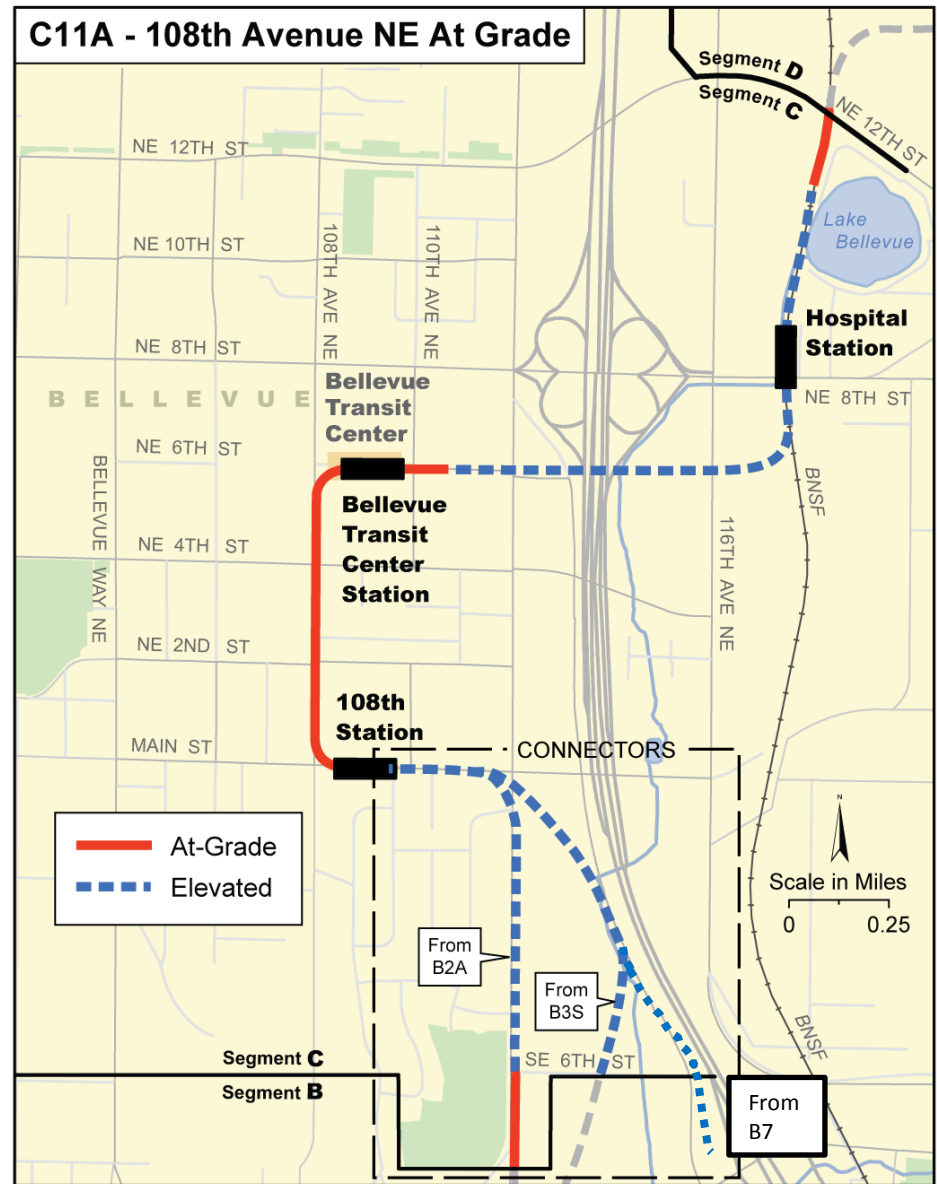 C11A - 108th Avenue NE At Grade
Segment D
Segment C
NE 12TH ST
NE 12TH ST
Lake
Bellevue
NE 10TH ST
108TH AVE NE
110TH AVE NE
Hospital
Station
NE 8TH ST
NE 8TH ST
BELLEVUE
Bellevue
Transit
Center
NE 6TH ST
BELLEVUE WAY NE
BNSF
Bellevue
Transit
Center
Station
NE 4TH ST
116TH AVE NE
NE 2ND ST
108th
Station
MAIN ST
CONNECTORS
At-Grade
Elevated
N
Scale in Miles
0 0.25
From
B2A
From
B3S
BNSF
SE 6TH ST
Segment C
Segment B
From
B7